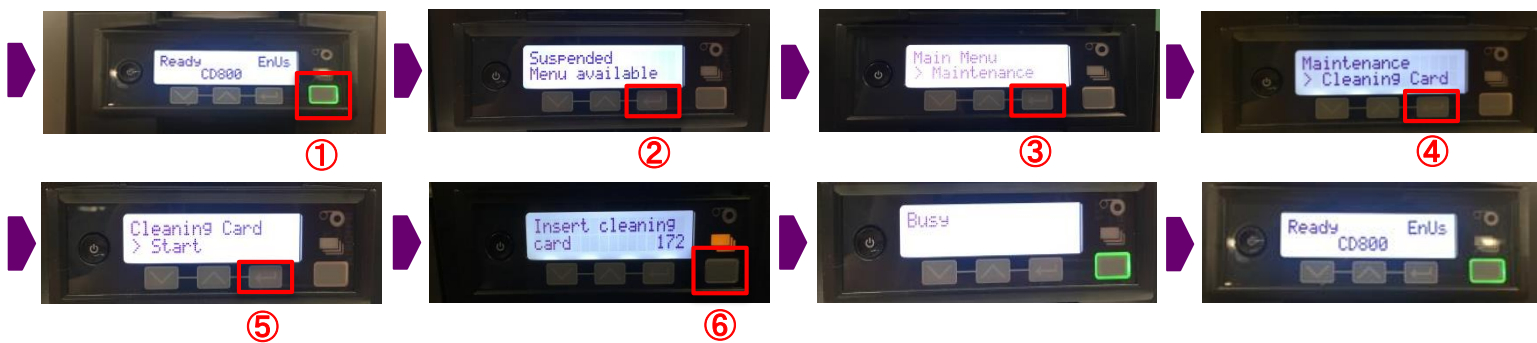 Ready EnUs
CD800
①
Suspended
Menu available
②
Main Menu
> Maintenance
③
Maintenance
> Cleaning Card
④
Cleaning Card
> Start
⑤
Insert cleaning
card 172
⑥
Busy
Ready EnUs
CD800